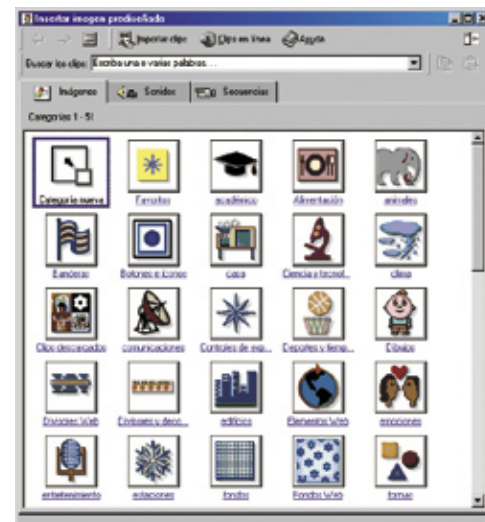 Insertar imagen prediseñada
Importar clips Clips en línea Ayuda
Buscar los clips: Escriba una o varias palabras...
Imágenes Sonidos Secuencias
Categorías 1 - 51
Categoría nueva Favoritos académico Alimentación animales
Banderas Botones e iconos casa Ciencia y tecnol... clima
Clips descargados comunicaciones Controles de exp... Deportes y tiemp... Dibujos
Divisores Web Divisores y deco... edificios Elementos Web emociones
entretenimiento estaciones fondos Fondos Web formas